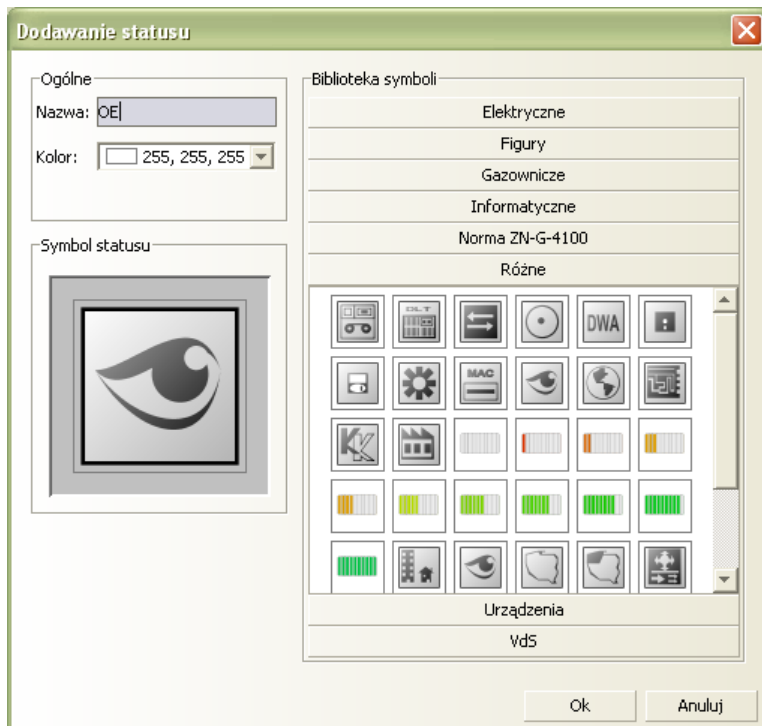 Dodawanie statusu
Ogólne
Nazwa: OE
Kolor: 255, 255, 255
Symbol statusu
Biblioteka symboli
Elektryczne
Figury
Gazownicze
Informatyczne
Norma ZN-G-4100
Różne
DLT
DWA
MAC
KK
Urządzenia
VdS
Ok
Anuluj